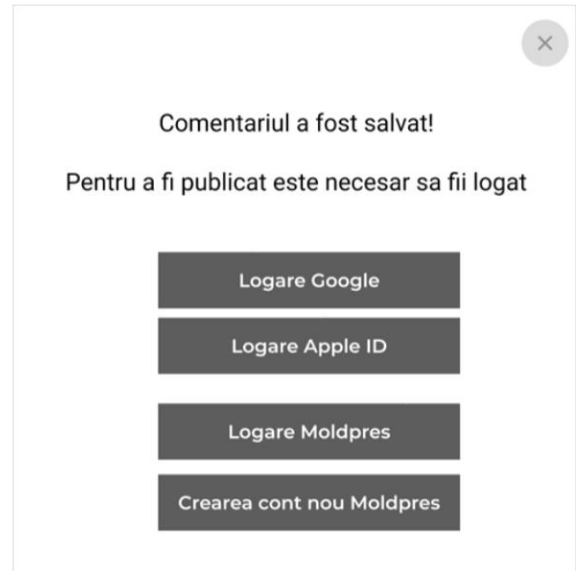 Comentariul a fost salvat!
Pentru a fi publicat este necesar sa fii logat
Logare Google
Logare Apple ID
Logare Moldpres
Crearea cont nou Moldpres